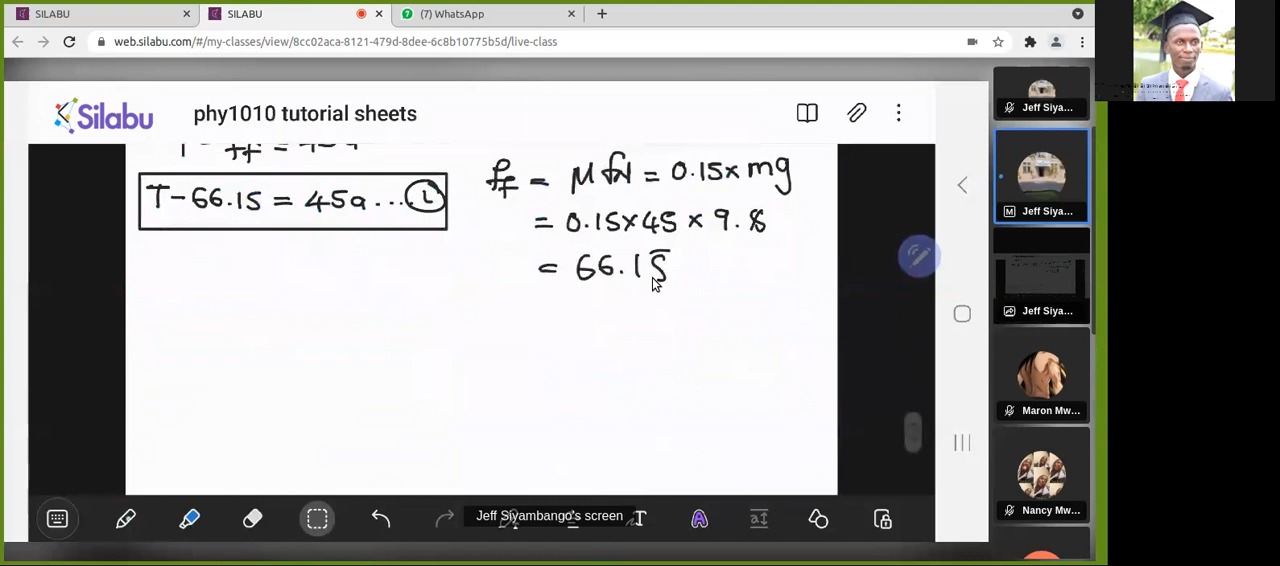 SILABU
SILABU
(7) WhatsApp
web.silabu.com/#/my-classes/view/8cc02aca-8121-479d-8dee-6c8b10775b5d/live-class
Silabu
phy1010 tutorial sheets
T-66.15 = 45a ... ①
ff = μ fN = 0.15 x mg
= 0.15 x 45 x 9.8
= 66.15
Jeff Siya...
Jeff Siya...
Jeff Siya...
Maron Mw...
Nancy Mw...
Jeff Siyambango's screen
T
A